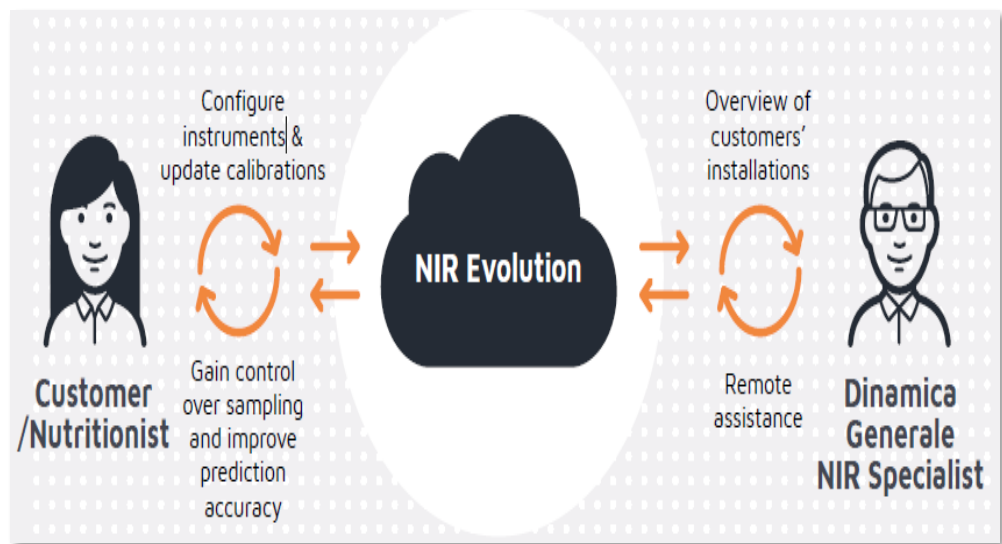 Configure
instruments &
update calibrations
Gain control
over sampling
and improve
prediction
accuracy
Customer
/Nutritionist
NIR Evolution
Overview of
customers'
installations
Remote
assistance
Dinamica
Generale
NIR Specialist